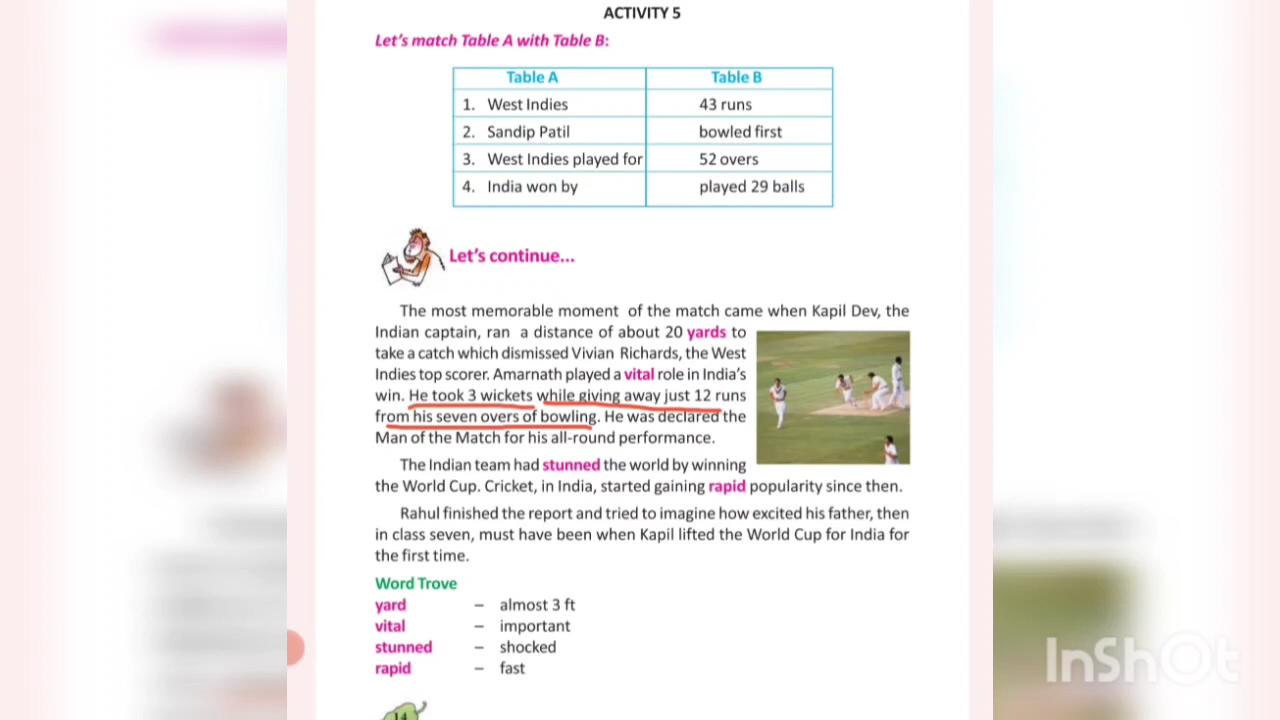 ACTIVITY 5
Let's match Table A with Table B:
Table A Table B
1. West Indies 43 runs
2. Sandip Patil bowled first
3. West Indies played for 52 overs
4. India won by played 29 balls
Let's continue...
The most memorable moment of the match came when Kapil Dev, the
Indian captain, ran a distance of about 20 yards to
take a catch which dismissed Vivian Richards, the West
Indies top scorer. Amarnath played a vital role in India's
win. He took 3 wickets while giving away just 12 runs
from his seven overs of bowling. He was declared the
Man of the Match for his all-round performance.
The Indian team had stunned the world by winning
the World Cup. Cricket, in India, started gaining rapid popularity since then.
Rahul finished the report and tried to imagine how excited his father, then
in class seven, must have been when Kapil lifted the World Cup for India for
the first time.
Word Trove
yard – almost 3 ft
vital – important
stunned – shocked
rapid – fast
14
InShOt